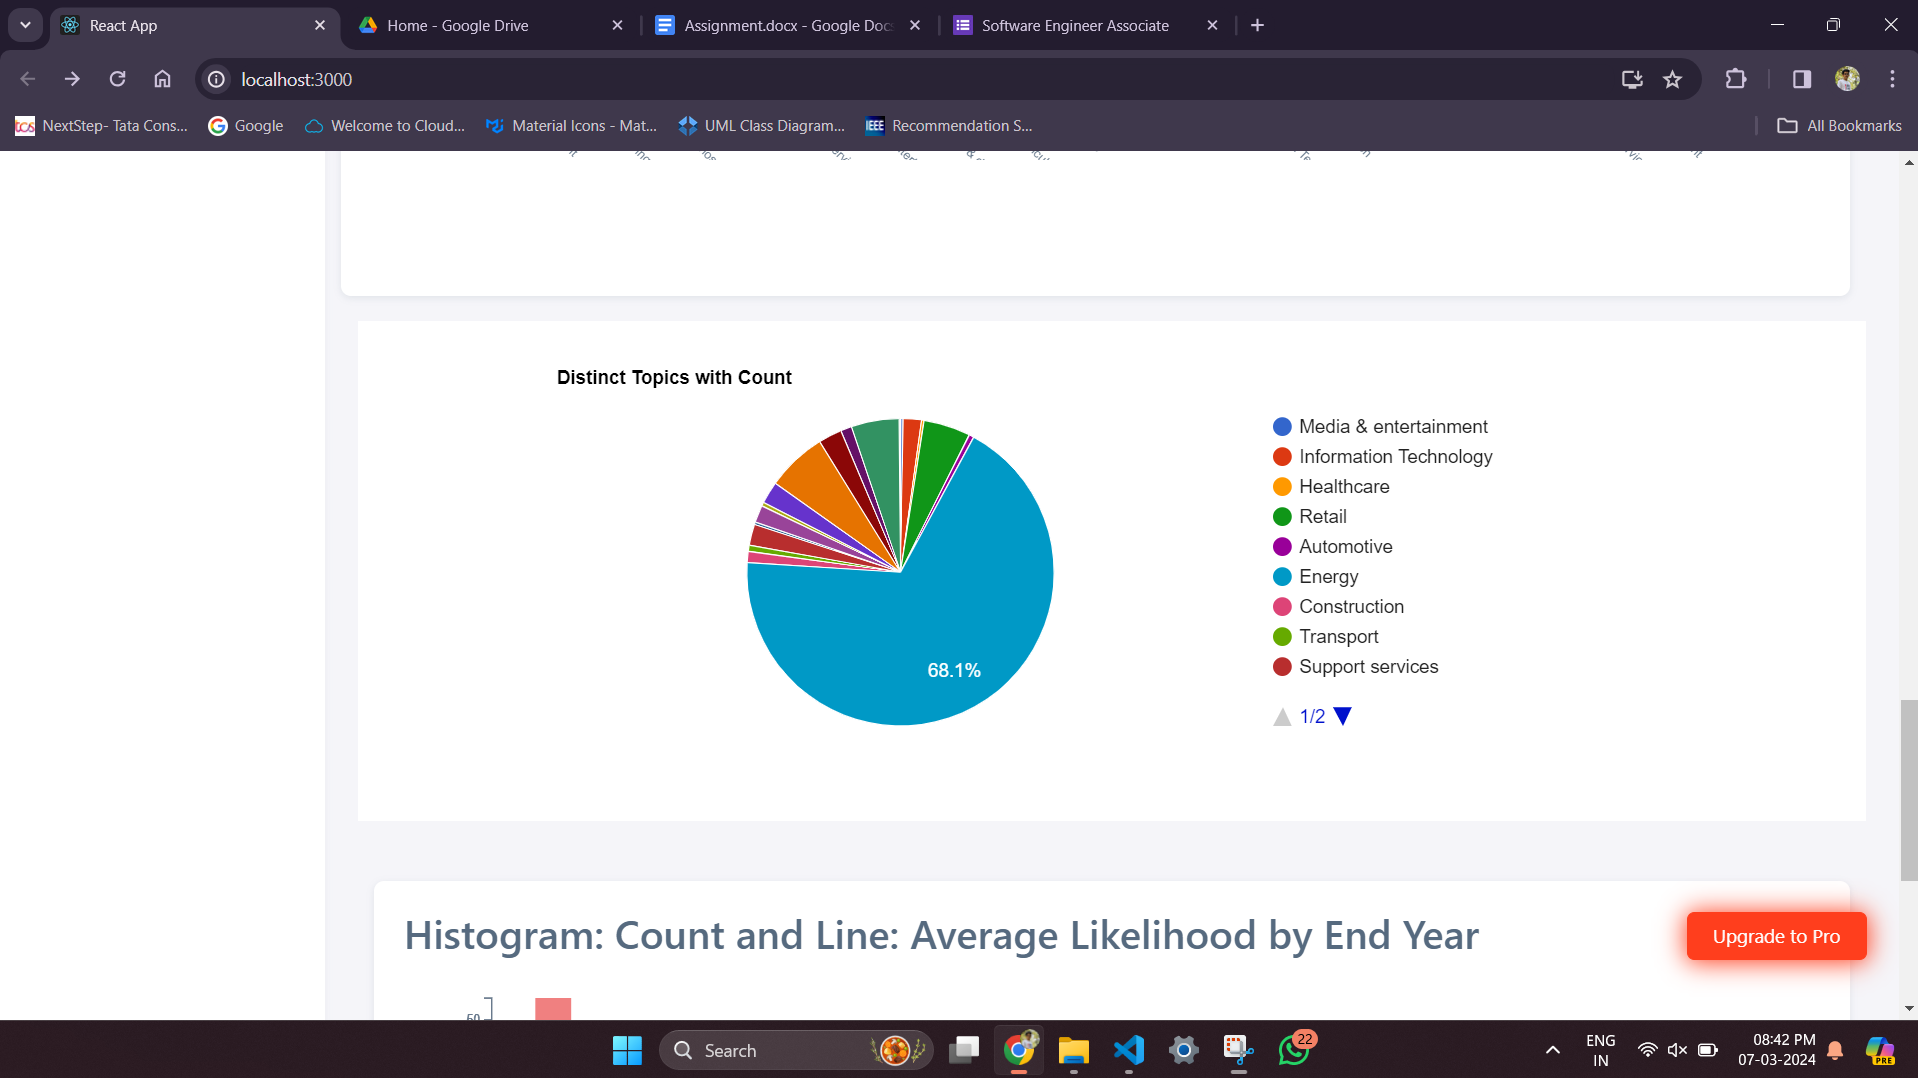 React App
Home - Google Drive
Assignment.docx - Google Doc
Software Engineer Associate
localhost:3000
NextStep- Tata Cons...
Google
Welcome to Cloud...
Material Icons - Mat...
UML Class Diagram...
IEEE
Recommendation S...
All Bookmarks
Distinct Topics with Count
Media & entertainment
Information Technology
Healthcare
Retail
Automotive
Energy
Construction
Transport
Support services
68.1%
1/2
Histogram: Count and Line: Average Likelihood by End Year
Upgrade to Pro
Search
22
ENG
IN
08:42 PM
07-03-2024
PRE